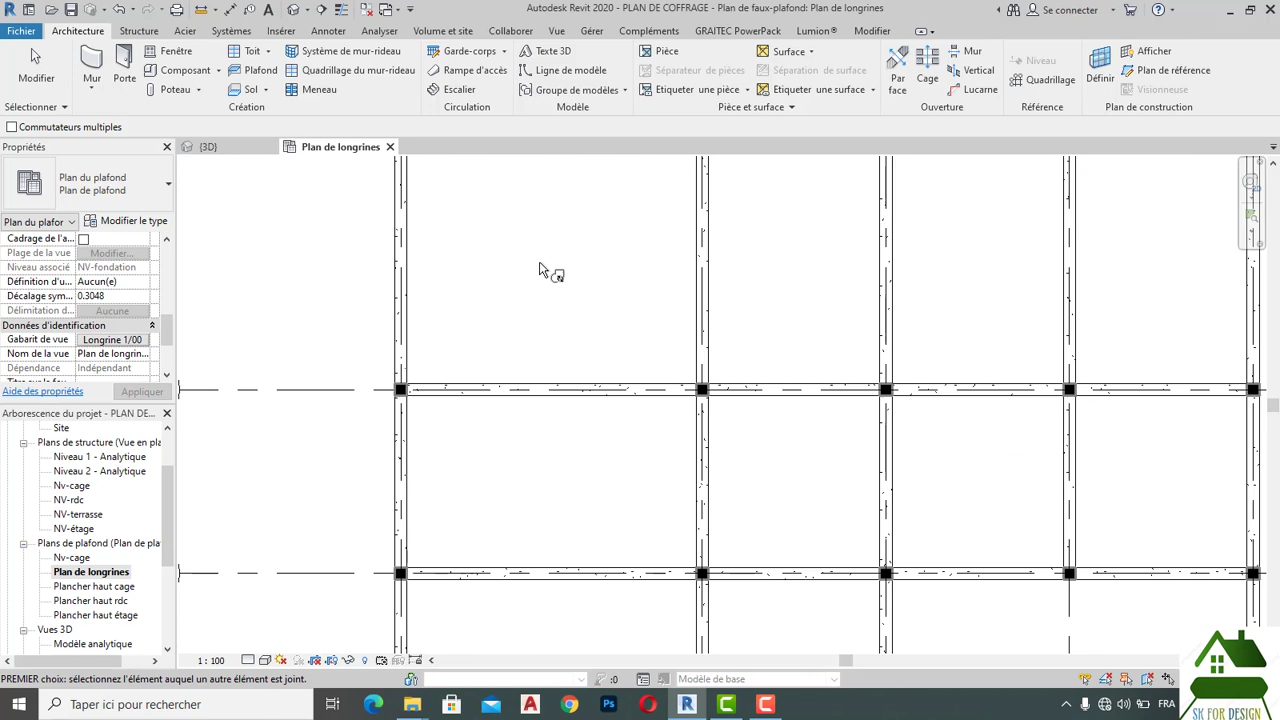 Autodesk Revit 2020 - PLAN DE COFFRAGE - Plan de faux-plafond: Plan de longrines
Se connecter
Fichier Architecture Structure Acier Systèmes Insérer Annoter Analyser Volume et site Collaborer Vue Gérer Compléments GRAITEC PowerPack Lumion® Modifier
Modifier
Mur
Porte
Fenêtre
Composant
Poteau
Toit
Plafond
Sol
Système de mur-rideau
Quadrillage du mur-rideau
Meneau
Garde-corps
Rampe d'accès
Escalier
Texte 3D
Ligne de modèle
Groupe de modèles
Pièce
Séparateur de pièces
Etiqueter une pièce
Surface
Séparation de surface
Etiqueter une surface
Par
face
Cage
Mur
Vertical
Lucarne
Niveau
Quadrillage
Définir
Afficher
Plan de référence
Visionneuse
Sélectionner Création Circulation Modèle Pièce et surface Ouverture Référence Plan de construction
Commutateurs multiples
Propriétés
{3D}
Plan de longrines
Plan du plafond
Plan de plafond
Plan du plafor
Modifier le type
Cadrage de l'a...
Plage de la vue Modifier...
Niveau associé NV-fondation
Définition d'u... Aucun(e)
Décalage sym... 0.3048
Délimitation d... Aucune
Données d'identification
Gabarit de vue Longrine 1/00
Nom de la vue Plan de longrin...
Dépendance Indépendant
Aide des propriétés Appliquer
Arborescence du projet - PLAN DE...
Site
Plans de structure (Vue en pla
Niveau 1 - Analytique
Niveau 2 - Analytique
Nv-cage
NV-rdc
NV-terrasse
NV-étage
Plans de plafond (Plan de pla
Nv-cage
Plan de longrines
Plancher haut cage
Plancher haut rdc
Plancher haut étage
Vues 3D
Modèle analytique
1 : 100
PREMIER choix: sélectionnez l'élément auquel un autre élément est joint.
:0
Modèle de base
Taper ici pour rechercher
FRA
SK FOR DESIGN